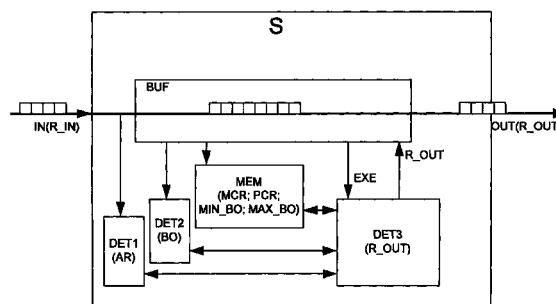 S
BUF
IN(R_IN)
OUT(R_OUT
R_OUT
EXE
MEM
(MCR; PCR;
MIN_BO; MAX_BO)
DET2
(BO)
DET1
(AR)
DET3
(R_OUT)